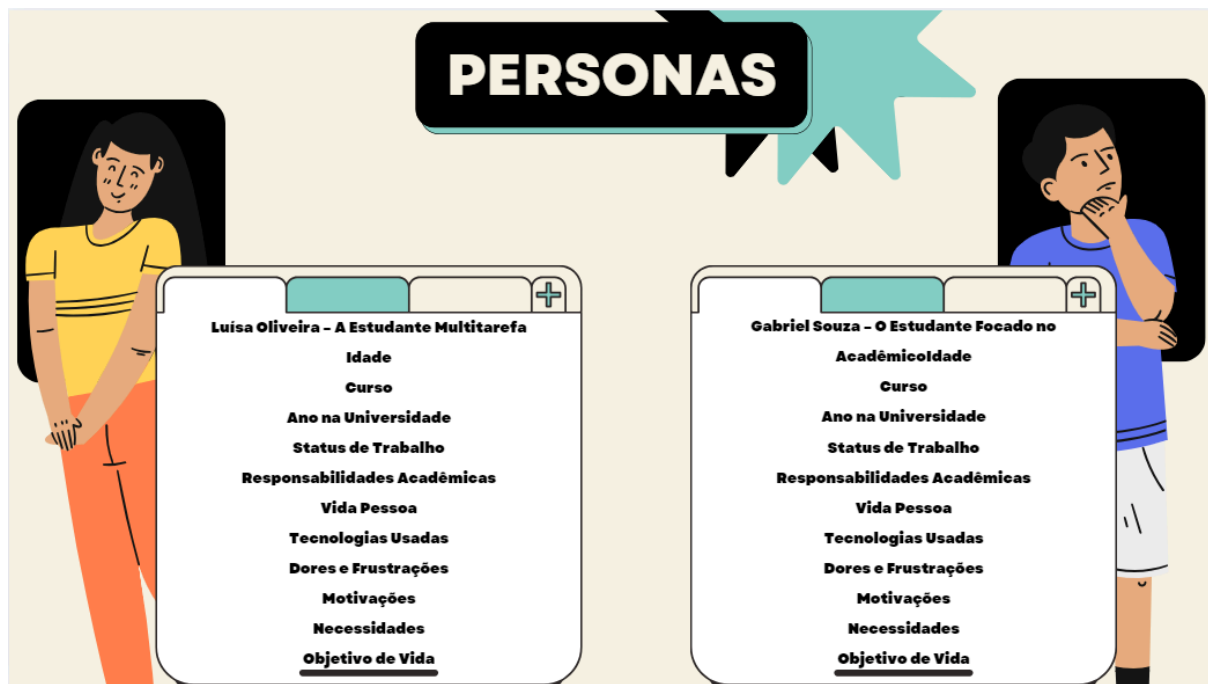 PERSONAS
Luísa Oliveira – A Estudante Multitarefa
Idade
Curso
Ano na Universidade
Status de Trabalho
Responsabilidades Acadêmicas
Vida Pessoa
Tecnologias Usadas
Dores e Frustrações
Motivações
Necessidades
Objetivo de Vida
Gabriel Souza – O Estudante Focado no
AcadêmicoIdade
Curso
Ano na Universidade
Status de Trabalho
Responsabilidades Acadêmicas
Vida Pessoa
Tecnologias Usadas
Dores e Frustrações
Motivações
Necessidades
Objetivo de Vida